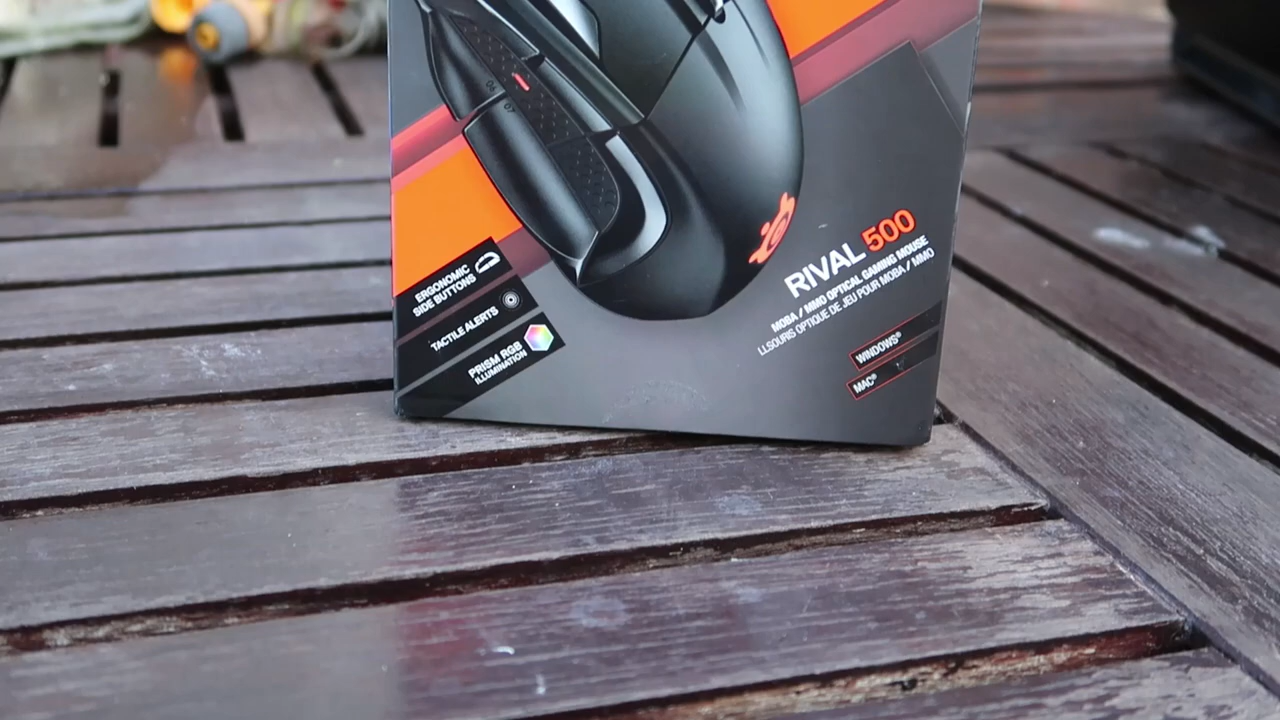 ERGONOMIC
SIDE BUTTONS
TACTILE ALERTS
PRISM RGB
ILLUMINATION
RIVAL 500
MOBA / MMO OPTICAL GAMING MOUSE
LLSOURIS OPTIQUE DE JEU POUR MOBA / MMO
WINDOWS®
MAC®